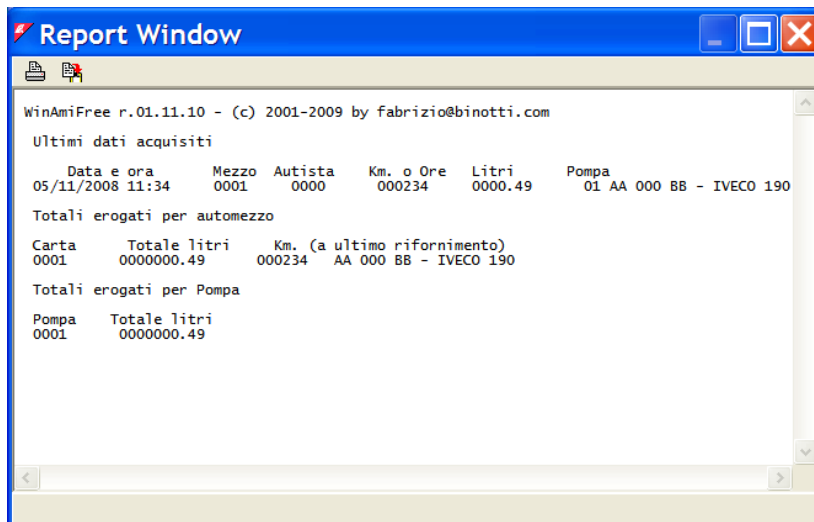 Report Window
WinAmiFree r.01.11.10 - (c) 2001-2009 by fabrizio@binotti.com
Ultimi dati acquisiti
Data e ora Mezzo Autista Km. o Ore Litri Pompa
05/11/2008 11:34 0001 0000 000234 0000.49 01 AA 000 BB - IVECO 190
Totali erogati per automezzo
Carta Totale litri Km. (a ultimo rifornimento)
0001 0000000.49 000234 AA 000 BB - IVECO 190
Totali erogati per Pompa
Pompa Totale litri
0001 0000000.49